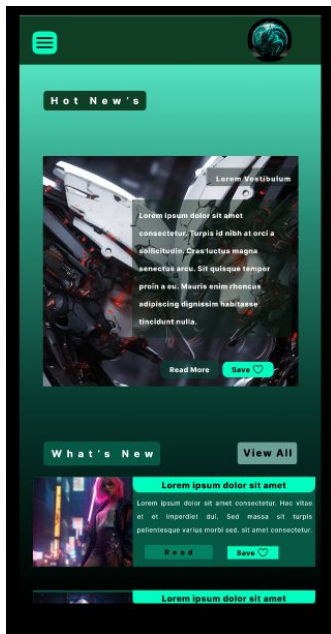 Hot New's
Lorem Vestibulum
Lorem ipsum dolor sit amet
consectetur. Turpis id nibh at orci a
sollicitudin. Cras luctus magna
senectus arcu. Sit quisque tempor
proin a eu. Mauris enim rhoncus
adipiscing dignissim habitasse
tincidunt nulla.
Read More
Save
What's New
View All
Lorem ipsum dolor sit amet
Lorem ipsum dolor sit amet consectetur. Hac vitae
et et imperdiet dui. Sed massa sit turpis
pellentesque varius morbi sed. sit amet consectetur.
Read
Save
Lorem ipsum dolor sit amet